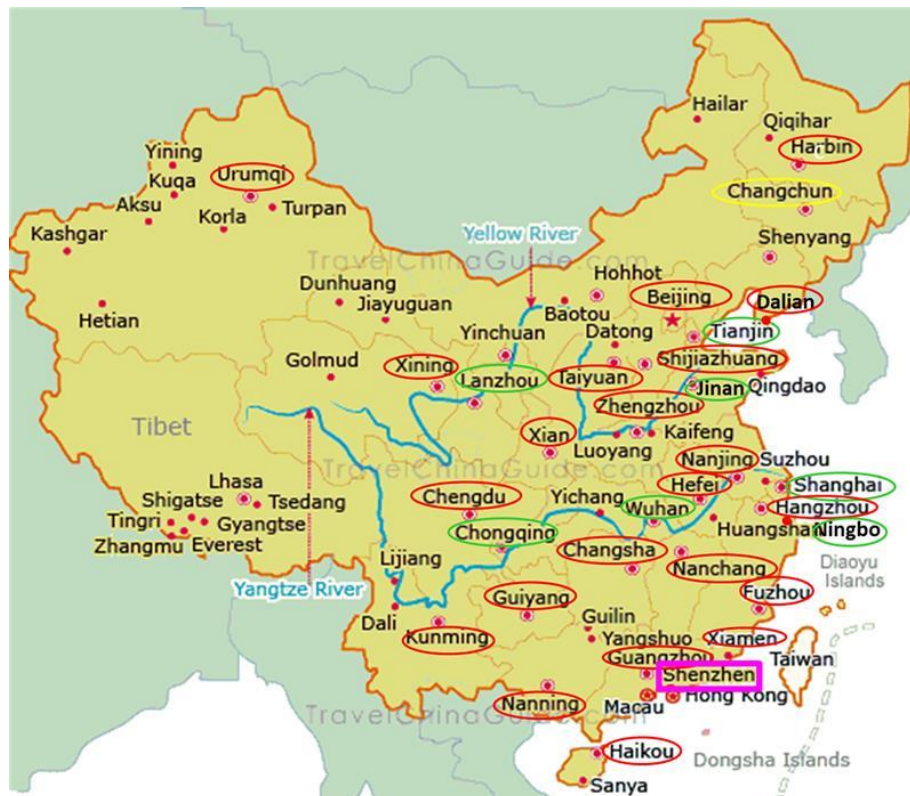 Hailar
Qiqihar
Harbin
Yining
Urumqi
Kuqa
Changchun
Aksu
Turpan
Korla
Kashgar
Yellow River
Shenyang
TravelChinaGuide.com
Hohhot
Dunhuang
Beijing
Dalian
Jiayuguan
Baotou
Hetian
Yinchuan
Datong
Tianjin
Golmud
Xining
Shijiazhuang
Lanzhou
Taiyuan
Jinan
Qingdao
Zhengzhou
Tibet
Xian
Kaifeng
Luoyang
Nanjing
Suzhou
TravelChinaGuide.com
Lhasa
Hefei
Shanghai
Shigatse
Tsedang
Chengdu
Yichang
Wuhan
Hangzhou
Tingri
Gyangtse
Huangshan
Ningbo
Zhangmu
Everest
Chongqing
Changsha
Lijiang
Nanchang
Diaoyu
Islands
Yangtze River
Guiyang
Fuzhou
Dali
Guilin
Kunming
Yangshuo
Xiamen
Guangzhou
Taiwan
Shenzhen
Nanning
Macau
Hong Kong
TravelChinaGuide.com
Haikou
Dongsha Islands
Sanya